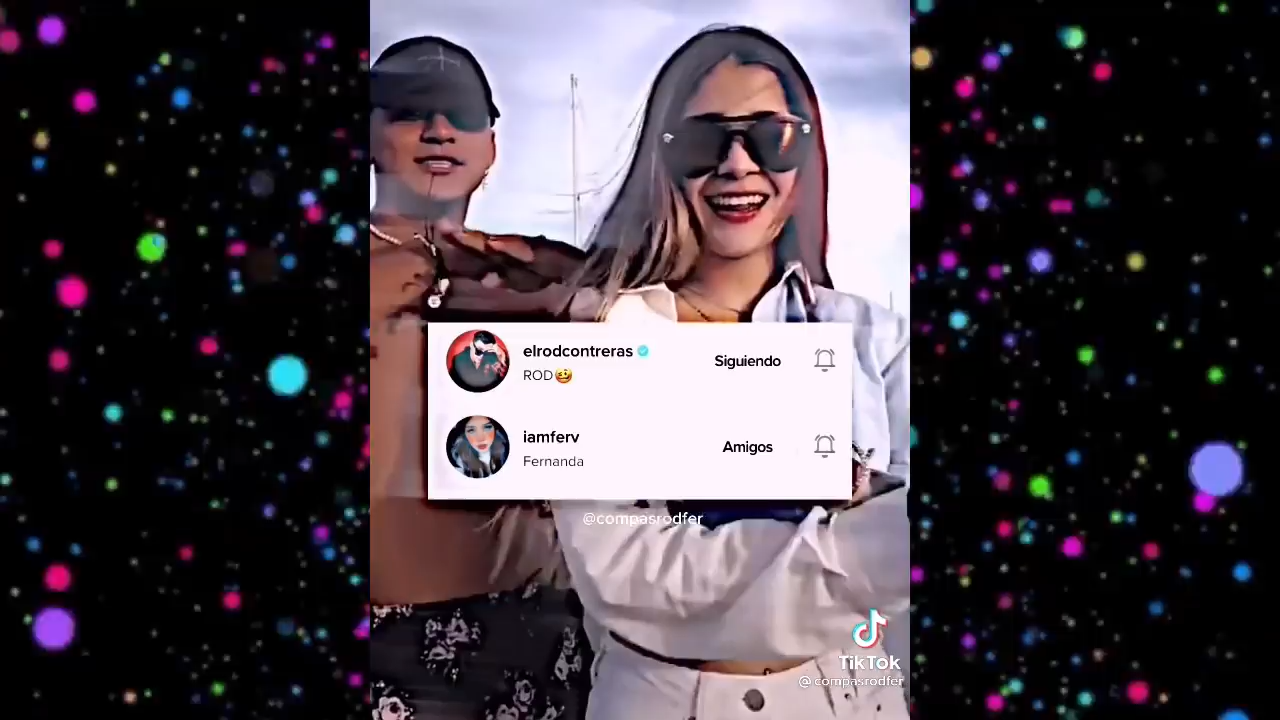 elrodcontreras
ROD🥴
Siguiendo
iamferv
Fernanda
Amigos
@compasrodfer
TikTok
@compasrodfer